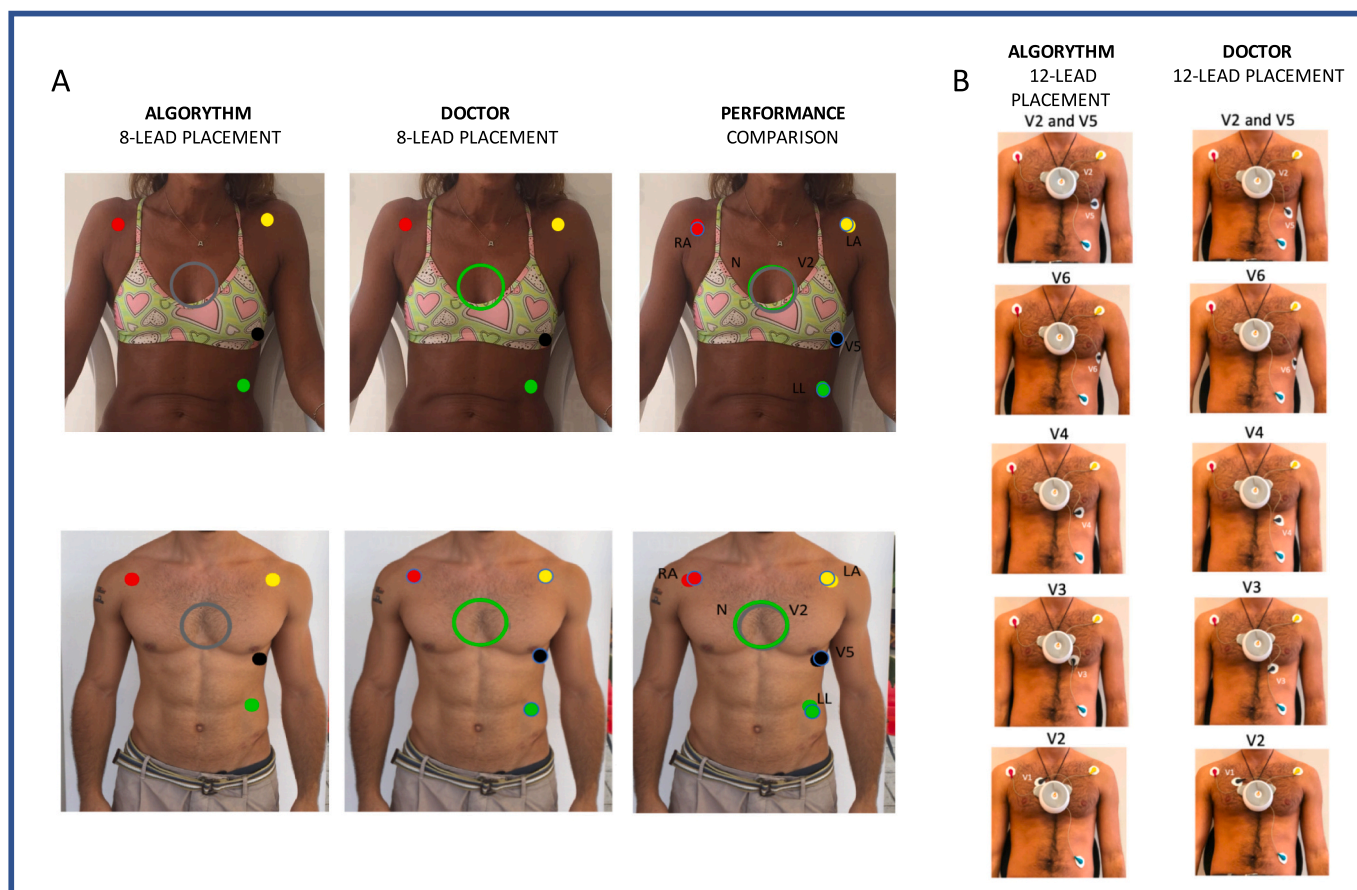 A
ALGORYTHM
8-LEAD PLACEMENT
DOCTOR
8-LEAD PLACEMENT
PERFORMANCE
COMPARISON
RA
LA
N
V2
V5
LL
RA
LA
N
V2
V5
LL
B
ALGORYTHM
12-LEAD
PLACEMENT
DOCTOR
12-LEAD PLACEMENT
V2 and V5
V2 and V5
V2
V5
V2
V5
V6
V6
V6
V6
V4
V4
V4
V4
V3
V3
V3
V3
V2
V2
V1
V1